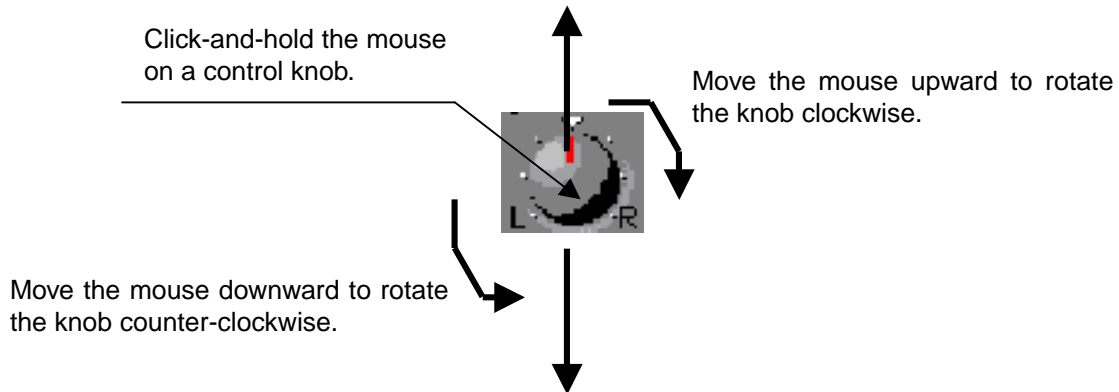 Click-and-hold the mouse
on a control knob.
Move the mouse upward to rotate
the knob clockwise.
L R
Move the mouse downward to rotate
the knob counter-clockwise.